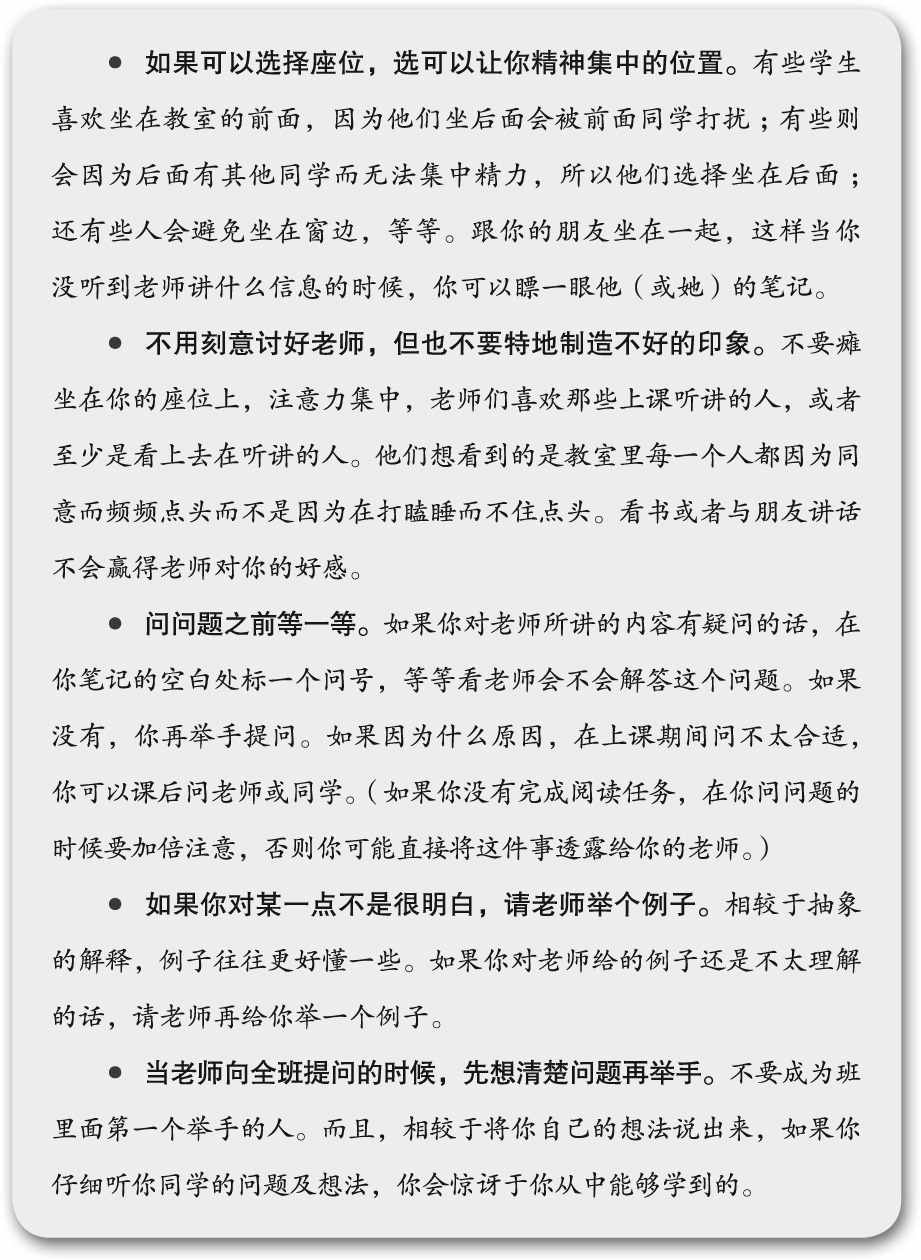 ● 如果可以选择座位，选可以让你精神集中的位置。有些学生
喜欢坐在教室的前面，因为他们坐后面会被前面同学打扰；有些则
会因为后面有其他同学而无法集中精力，所以他们选择坐在后面；
还有些人会避免坐在窗边，等等。跟你的朋友坐在一起，这样当你
没听到老师讲什么信息的时候，你可以瞟一眼他（或她）的笔记。
● 不用刻意讨好老师，但也不要特地制造不好的印象。不要瘫
坐在你的座位上，注意力集中，老师们喜欢那些上课听讲的人，或者
至少是看上去在听讲的人。他们想看到的是教室里每一个人都因为同
意而频频点头而不是因为在打瞌睡而不住点头。看书或者与朋友讲话
不会赢得老师对你的好感。
● 问问题之前等一等。如果你对老师所讲的内容有疑问的话，在
你笔记的空白处标一个问号，等等看老师会不会解答这个问题。如果
没有，你再举手提问。如果因为什么原因，在上课期间问不太合适，
你可以课后问老师或同学。（如果你没有完成阅读任务，在你问问题的
时候要加倍注意，否则你可能直接将这件事透露给你的老师。）
● 如果你对某一点不是很明白，请老师举个例子。相较于抽象
的解释，例子往往更好懂一些。如果你对老师给的例子还是不太理解
的话，请老师再给你举一个例子。
● 当老师向全班提问的时候，先想清楚问题再举手。不要成为班
里面第一个举手的人。而且，相较于将你自己的想法说出来，如果你
仔细听你同学的问题及想法，你会惊讶于你从中能够学到的。